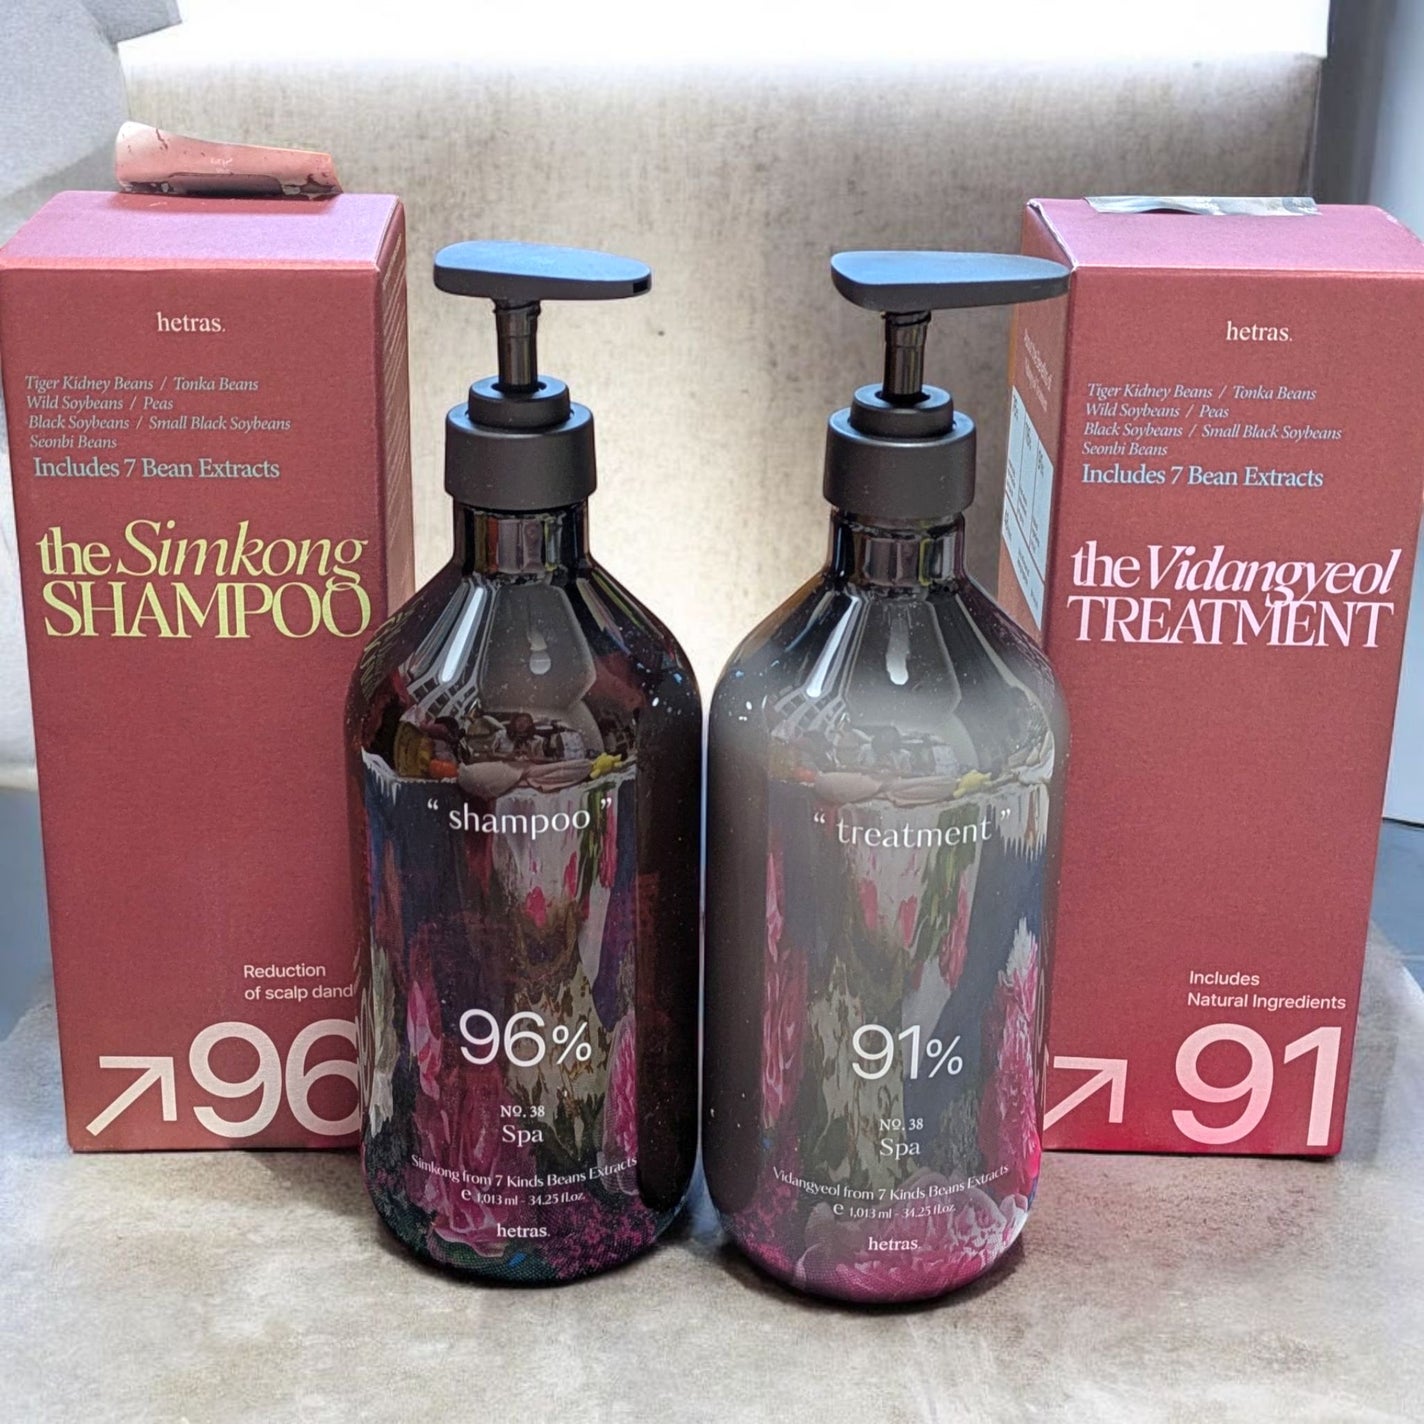 hetras.
Tiger Kidney Beans / Tonka Beans
Wild Soybeans / Peas
Black Soybeans / Small Black Soybeans
Seonbi Beans
Includes 7 Bean Extracts
the Simkong
SHAMPOO
Reduction
of scalp dand
↗96
“ shampoo ”
96%
No. 38
Spa
Simkong from 7 Kinds Beans Extracts
e 1,013 ml - 34.25 fl.oz.
hetras.
“ treatment ”
91%
No. 38
Spa
Vidangyeol from 7 Kinds Beans Extracts
e 1,013 ml - 34.25 fl.oz.
hetras.
hetras.
Tiger Kidney Beans / Tonka Beans
Wild Soybeans / Peas
Black Soybeans / Small Black Soybeans
Seonbi Beans
Includes 7 Bean Extracts
the Vidangyeol
TREATMENT
Includes
Natural Ingredients
↗91